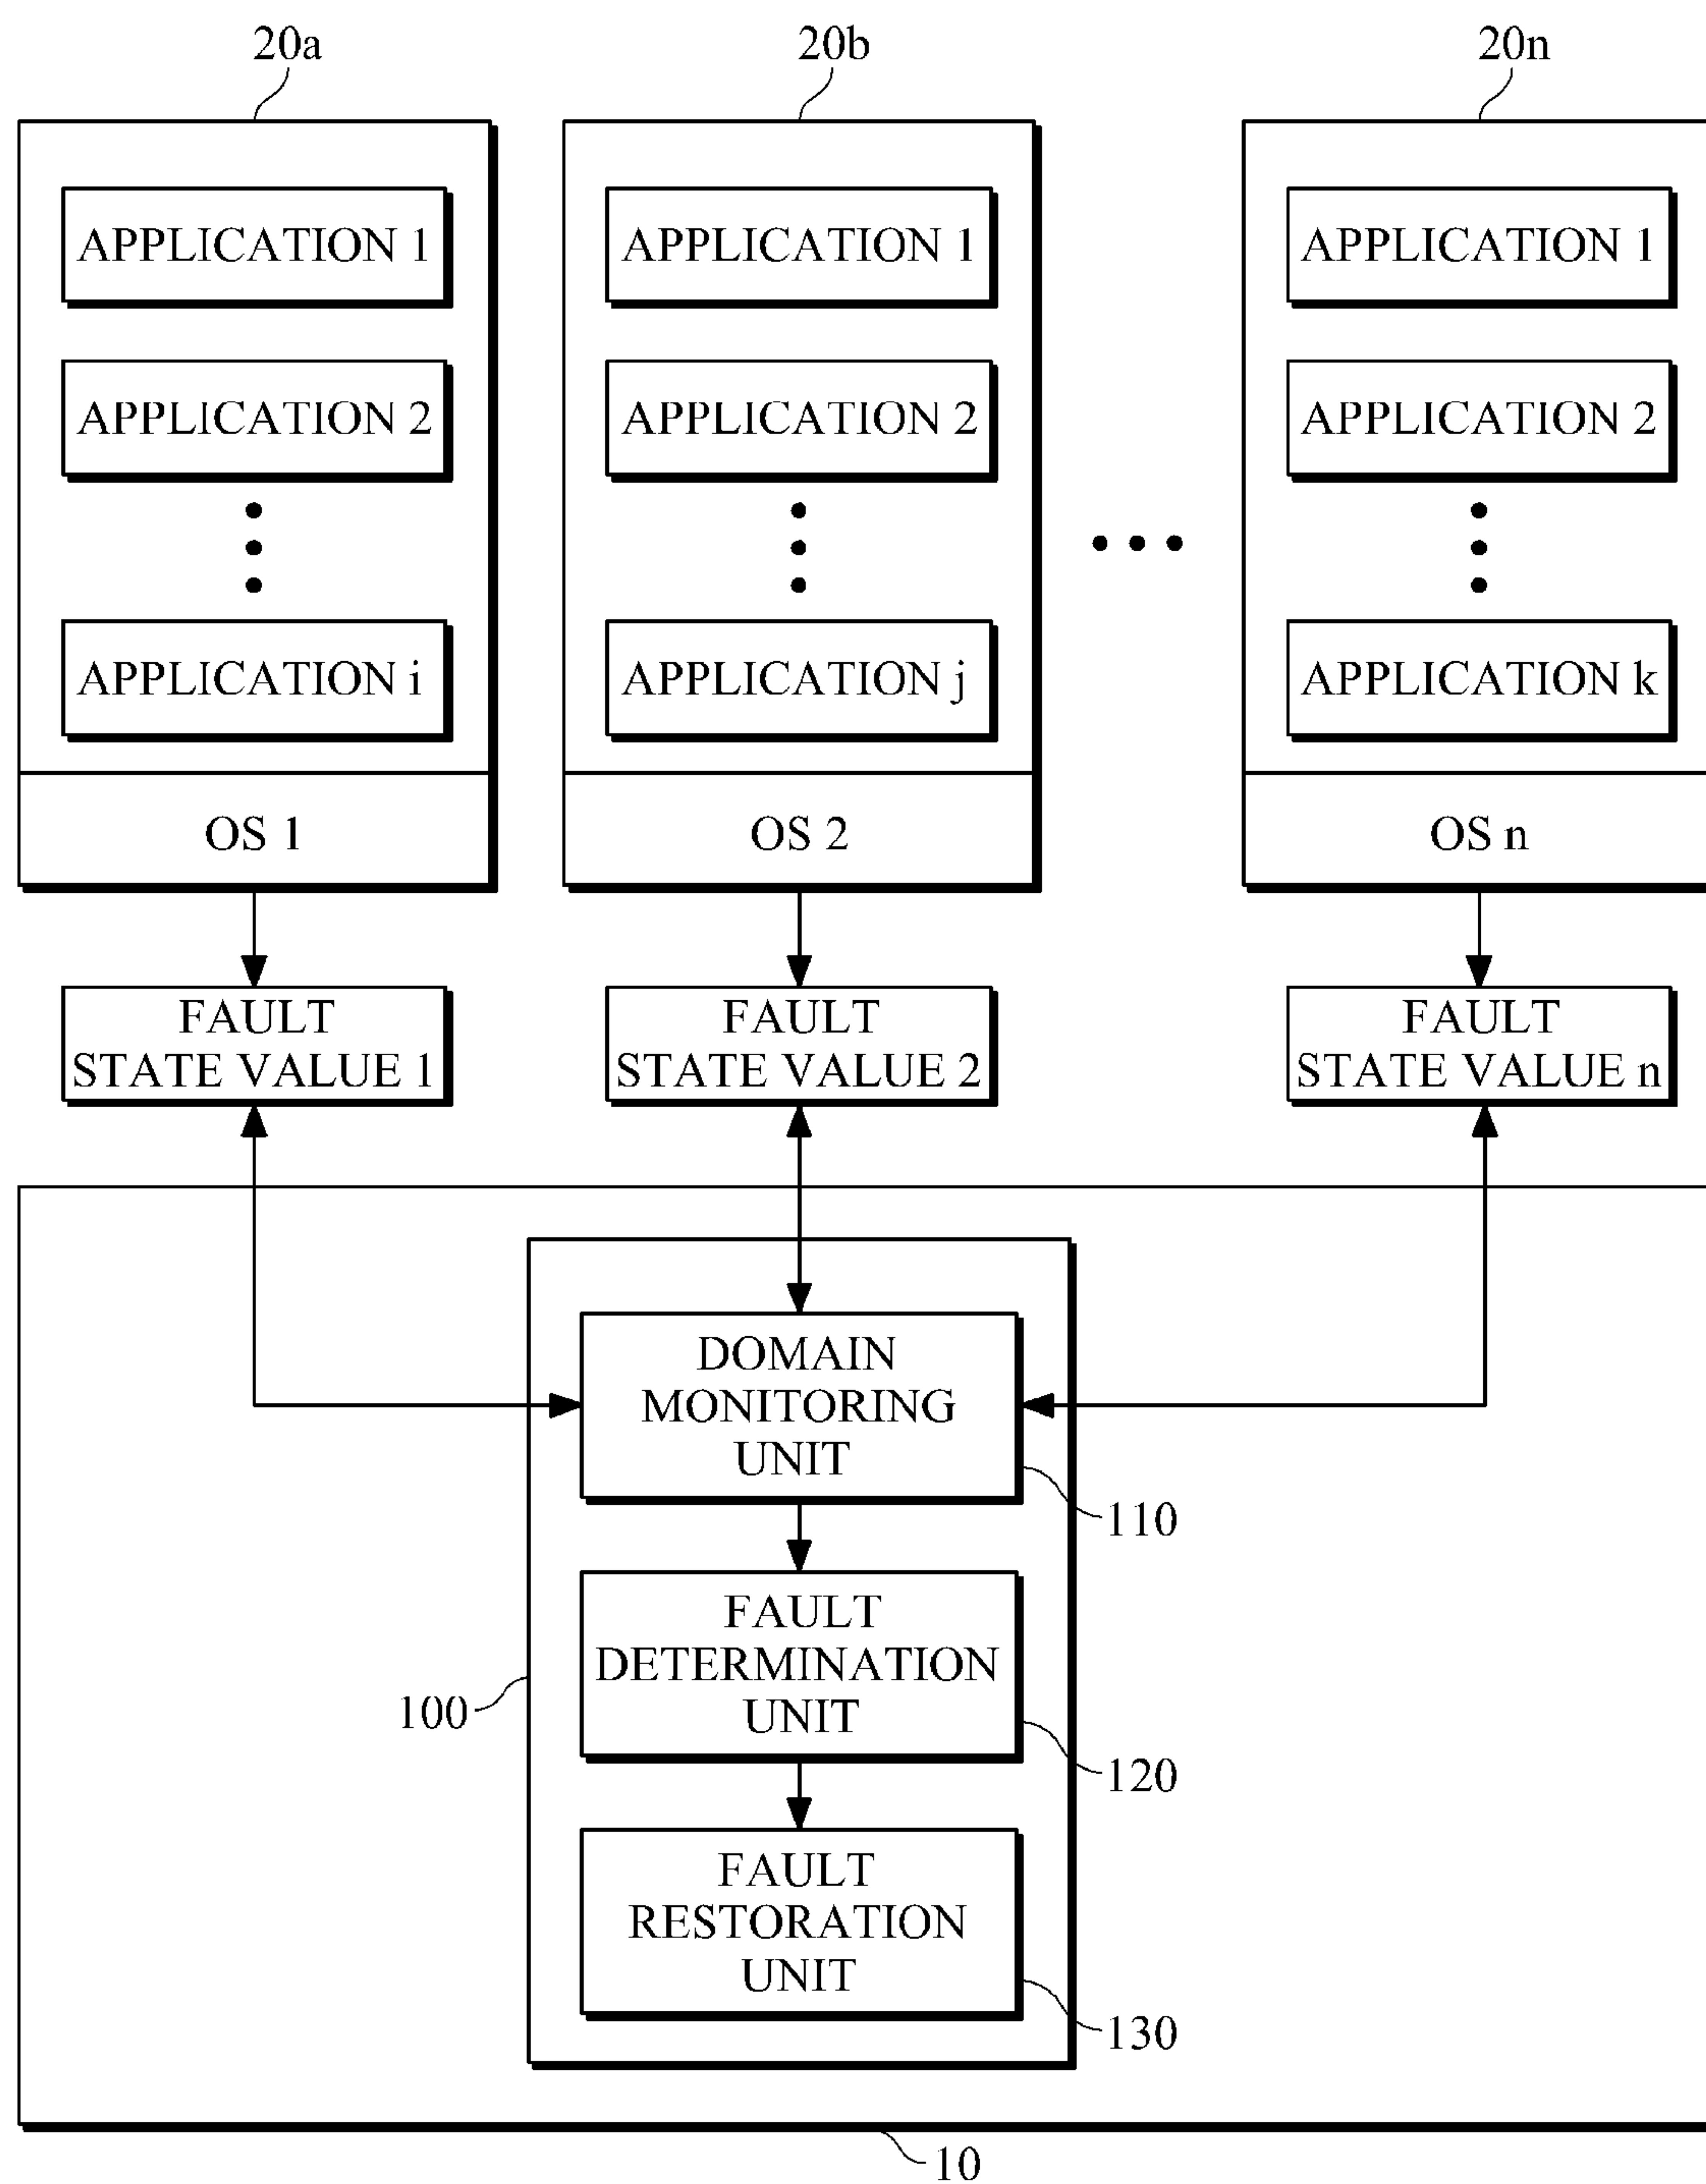 20a
20b
20n
APPLICATION 1
APPLICATION 1
APPLICATION 1
APPLICATION 2
APPLICATION 2
APPLICATION 2
APPLICATION i
APPLICATION j
APPLICATION k
OS 1
OS 2
OS n
FAULT
STATE VALUE 1
FAULT
STATE VALUE 2
FAULT
STATE VALUE n
DOMAIN
MONITORING
UNIT
110
FAULT
DETERMINATION
UNIT
100
120
FAULT
RESTORATION
UNIT
130
10